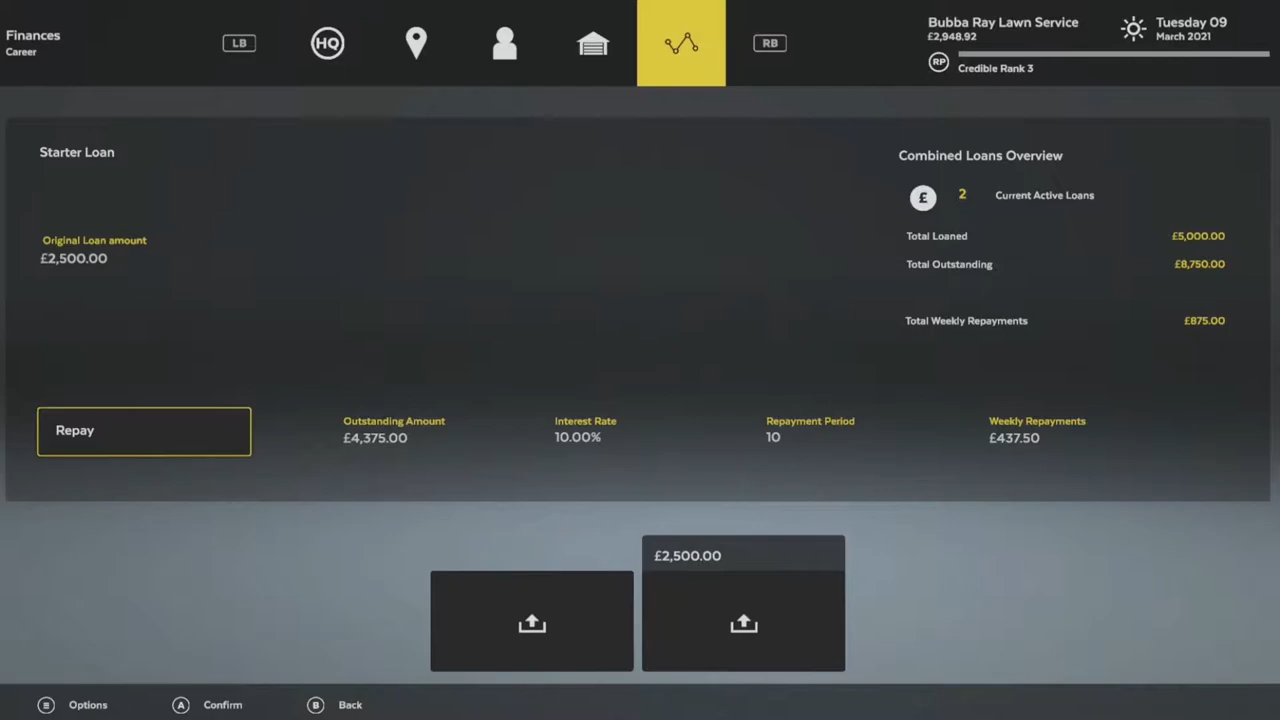 Finances
Career
LB
HQ
RB
Bubba Ray Lawn Service
£2,948.92
Tuesday 09
March 2021
RP
Credible Rank 3
Starter Loan
Original Loan amount
£2,500.00
Combined Loans Overview
£ 2 Current Active Loans
Total Loaned £5,000.00
Total Outstanding £8,750.00
Total Weekly Repayments £875.00
Repay
Outstanding Amount
£4,375.00
Interest Rate
10.00%
Repayment Period
10
Weekly Repayments
£437.50
£2,500.00
Options
A Confirm
B Back